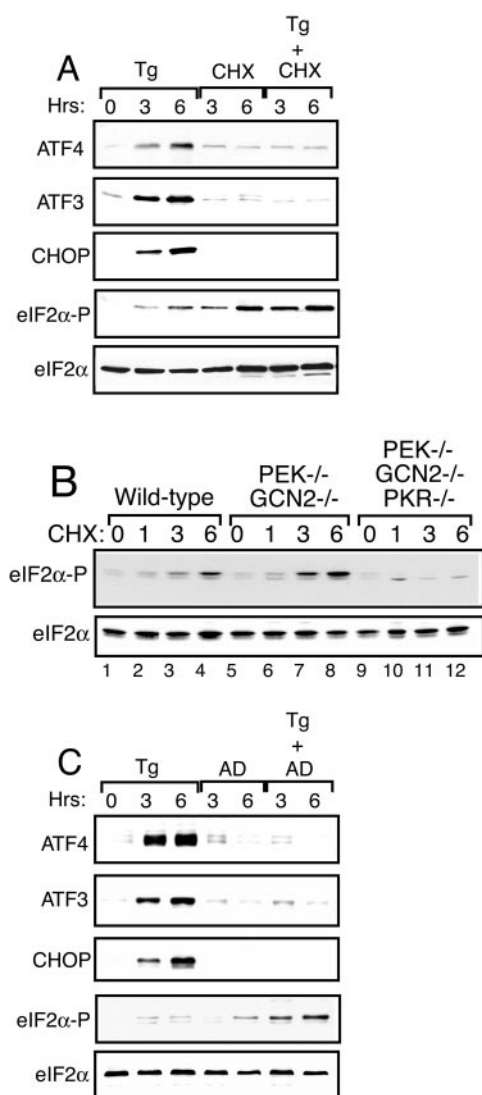 A
Tg
+
Tg CHX CHX
Hrs: 0 3 6 3 6 3 6
ATF4
ATF3
CHOP
eIF2α-P
eIF2α
B
PEK-/-
PEK-/- GCN2-/-
Wild-type GCN2-/- PKR-/-
CHX: 0 1 3 6 0 1 3 6 0 1 3 6
eIF2α-P
eIF2α
1 2 3 4 5 6 7 8 9 10 11 12
C
Tg
+
Tg AD AD
Hrs: 0 3 6 3 6 3 6
ATF4
ATF3
CHOP
eIF2α-P
eIF2α